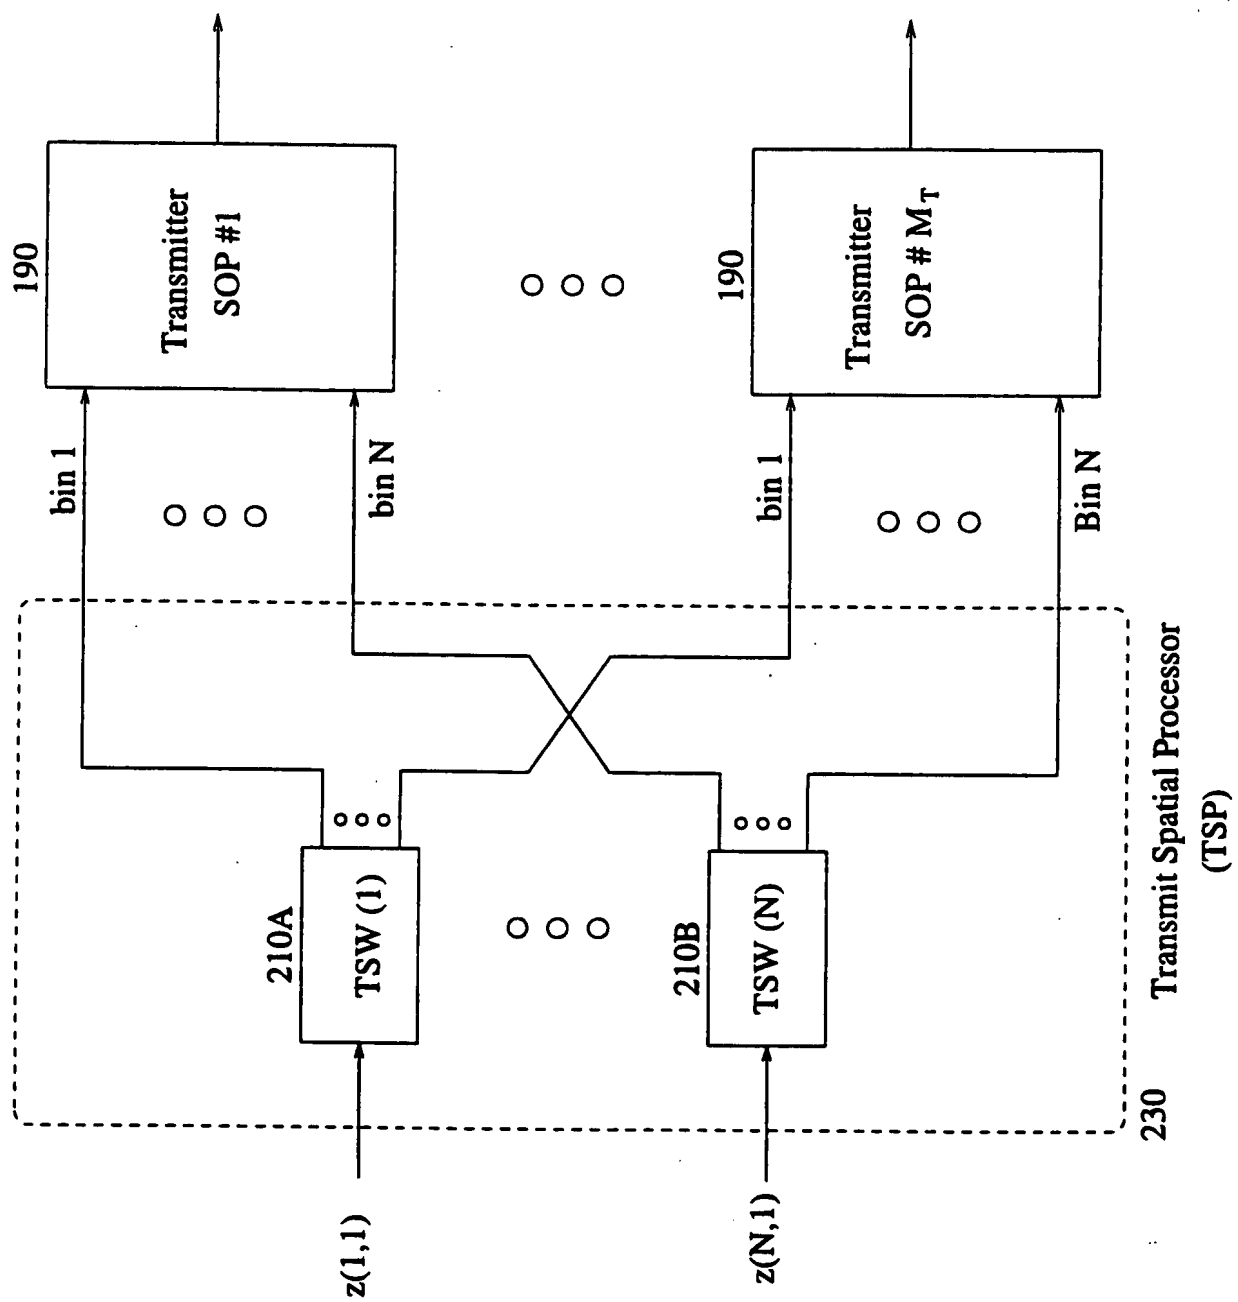 190
Transmitter
SOP #1
bin 1
bin N
190
Transmitter
SOP # MT
bin 1
Bin N
210A
TSW (1)
210B
TSW (N)
z(1,1)
z(N,1)
230
Transmit Spatial Processor
(TSP)